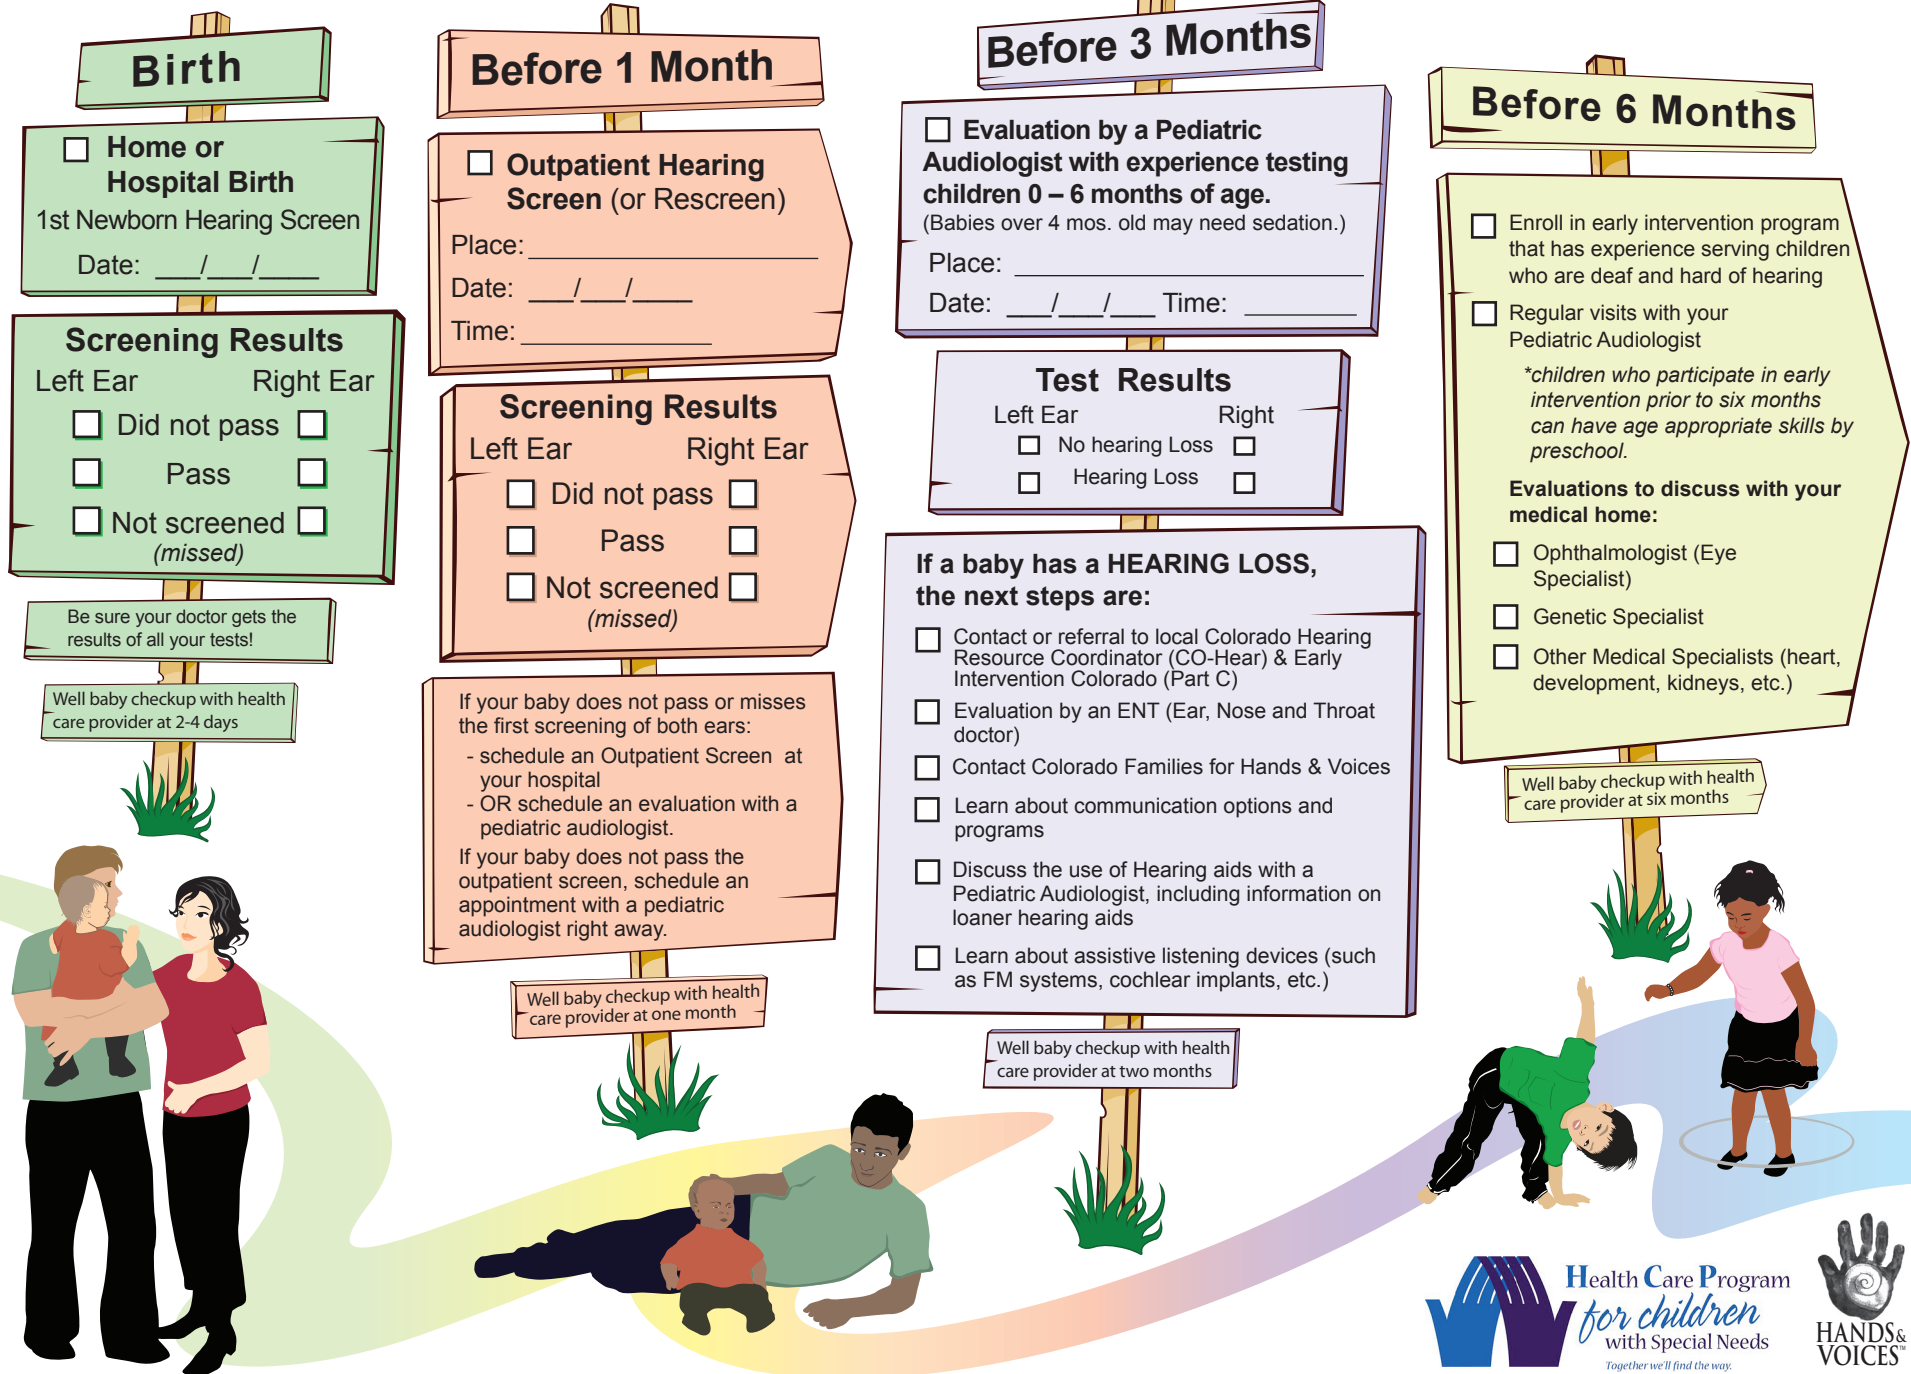 Birth
Home or
Hospital Birth
1st Newborn Hearing Screen
Date: ___/___/____
Screening Results
Left Ear Right Ear
Did not pass
Pass
Not screened
(missed)
Be sure your doctor gets the
results of all your tests!
Well baby checkup with health
care provider at 2-4 days
Before 1 Month
Outpatient Hearing
Screen (or Rescreen)
Place: ____________________
Date: ___/___/____
Time: _____________
Screening Results
Left Ear Right Ear
Did not pass
Pass
Not screened
(missed)
If your baby does not pass or misses
the first screening of both ears:
- schedule an Outpatient Screen at
your hospital
- OR schedule an evaluation with a
pediatric audiologist.
If your baby does not pass the
outpatient screen, schedule an
appointment with a pediatric
audiologist right away.
Well baby checkup with health
care provider at one month
Before 3 Months
Evaluation by a Pediatric
Audiologist with experience testing
children 0 – 6 months of age.
(Babies over 4 mos. old may need sedation.)
Place: ________________________
Date: ___/___/___ Time: ________
Test Results
Left Ear Right
No hearing Loss
Hearing Loss
If a baby has a HEARING LOSS,
the next steps are:
Contact or referral to local Colorado Hearing
Resource Coordinator (CO-Hear) & Early
Intervention Colorado (Part C)
Evaluation by an ENT (Ear, Nose and Throat
doctor)
Contact Colorado Families for Hands & Voices
Learn about communication options and
programs
Discuss the use of Hearing aids with a
Pediatric Audiologist, including information on
loaner hearing aids
Learn about assistive listening devices (such
as FM systems, cochlear implants, etc.)
Well baby checkup with health
care provider at two months
Before 6 Months
Enroll in early intervention program
that has experience serving children
who are deaf and hard of hearing
Regular visits with your
Pediatric Audiologist
*children who participate in early
intervention prior to six months
can have age appropriate skills by
preschool.
Evaluations to discuss with your
medical home:
Ophthalmologist (Eye
Specialist)
Genetic Specialist
Other Medical Specialists (heart,
development, kidneys, etc.)
Well baby checkup with health
care provider at six months
Health Care Program
for children
with Special Needs
Together we'll find the way.
HANDS &
VOICES™